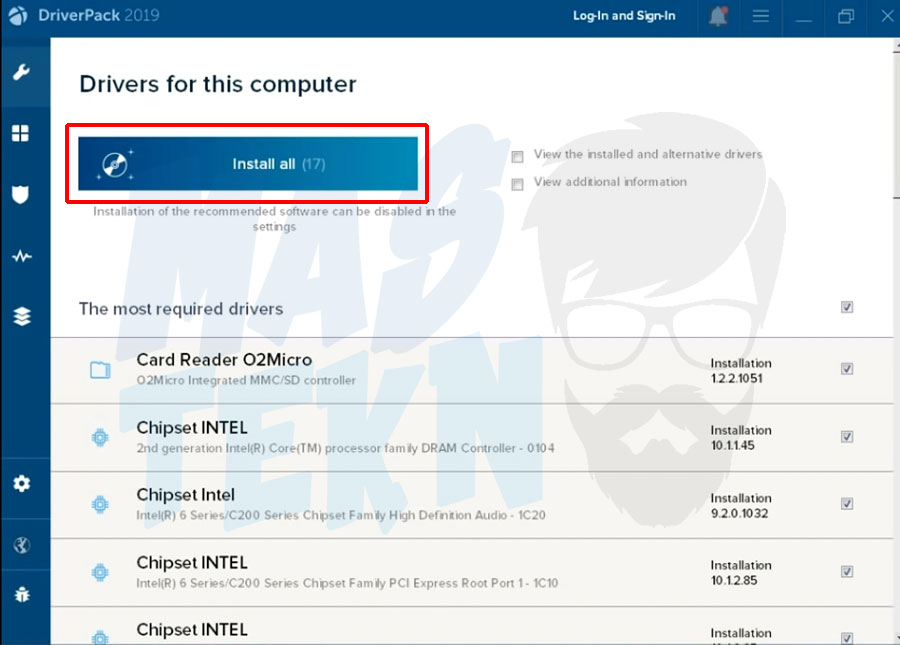 DriverPack 2019
Log-In and Sign-In
Drivers for this computer
Install all (17)
View the installed and alternative drivers
View additional information
Installation of the recommended software can be disabled in the
settings
MAS
TEKN
The most required drivers
Card Reader O2Micro
O2Micro Integrated MMC/SD controller
Installation
1.2.2.1051
Chipset INTEL
2nd generation Intel(R) Core(TM) processor family DRAM Controller - 0104
Installation
10.1.1.45
Chipset Intel
Intel(R) 6 Series/C200 Series Chipset Family High Definition Audio - 1C20
Installation
9.2.0.1032
Chipset INTEL
Intel(R) 6 Series/C200 Series Chipset Family PCI Express Root Port 1 - 1C10
Installation
10.1.2.85
Chipset INTEL
Installation